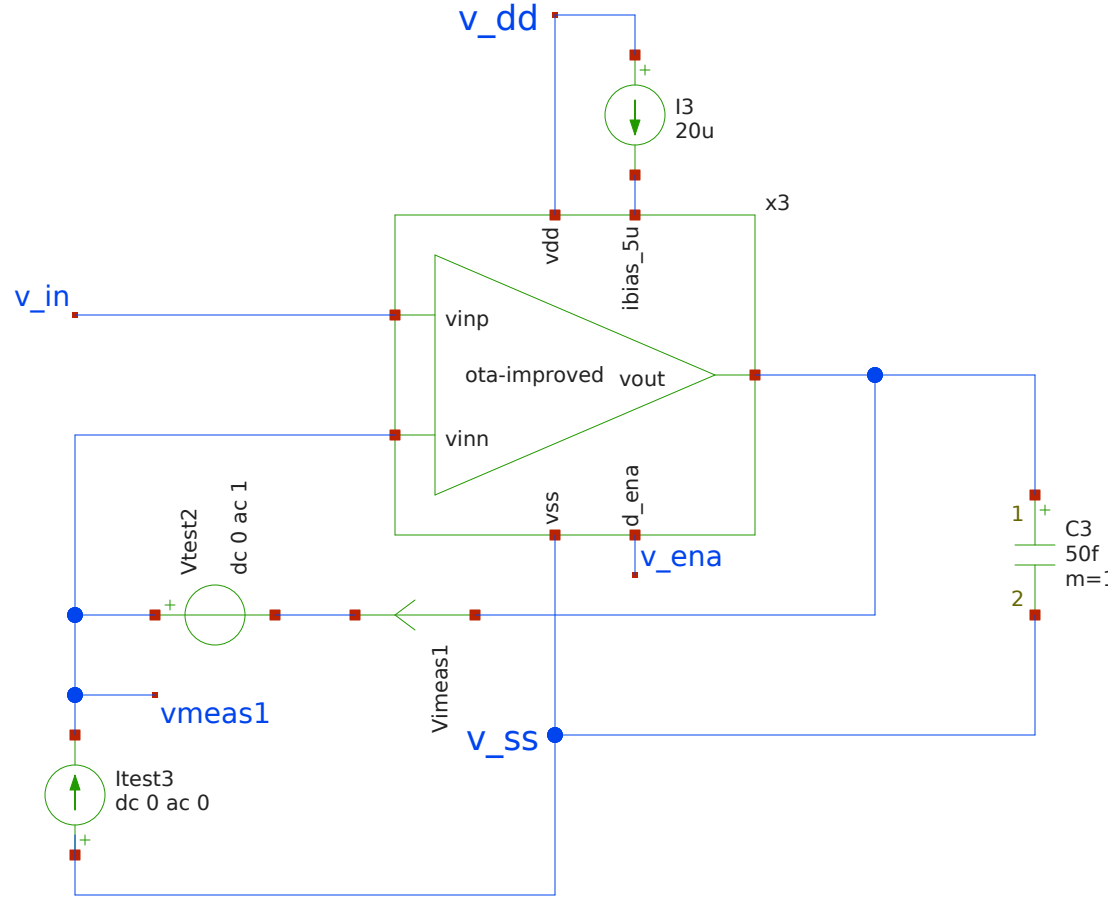 v_dd
+
I3
20u
x3
vdd
ibias_5u
v_in
vinp
ota-improved
vout
vinn
vss
d_ena
v_ena
Vtest2
dc 0 ac 1
+
Vimeas1
1
+
C3
50f
m=1
2
vmeas1
v_ss
Itest3
dc 0 ac 0
+